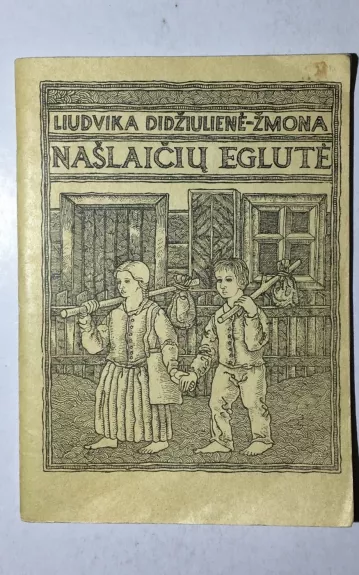 LIUDVIKA DIDŽIULIENĖ-ŽMONA
NAŠLAIČIŲ EGLUTĖ